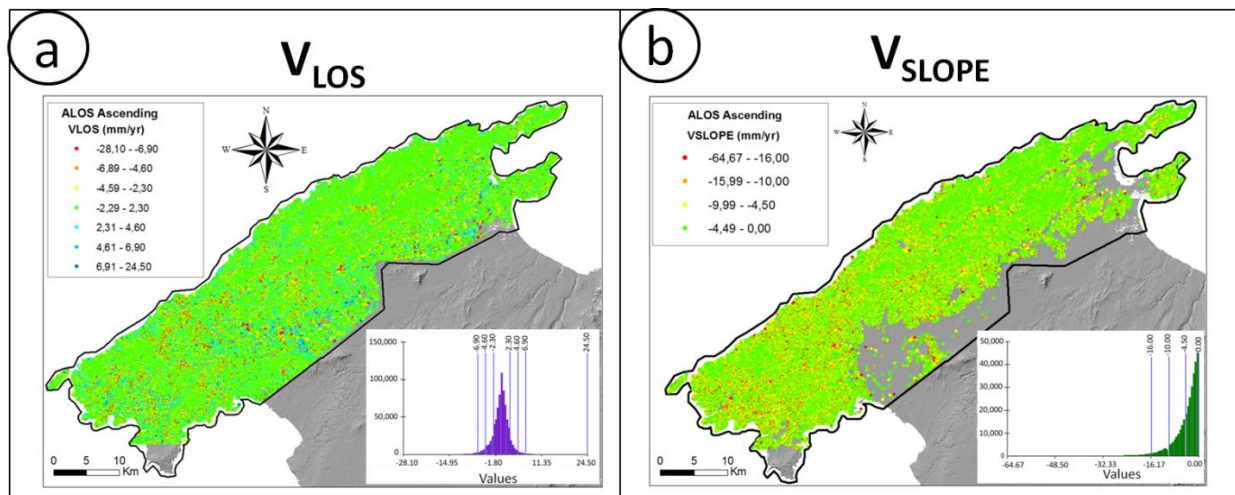 a
V LOS
ALOS Ascending
VLOS (mm/yr)
-28,10 - -6,90
-6,89 - -4,60
-4,59 - -2,30
-2,29 - 2,30
2,31 - 4,60
4,61 - 6,90
6,91 - 24,50
N
W E
S
150,000
100,000
50,000
0
-6.90
-4.60
-2.30
2.30
4.60
6.90
24.50
-28.10 -14.95 -1.80 11.35 24.50
Values
0 5 10
Km
b
V SLOPE
ALOS Ascending
VSLOPE (mm/yr)
-64,67 - -16,00
-15,99 - -10,00
-9,99 - -4,50
-4,49 - 0,00
N
W E
S
50,000
40,000
30,000
20,000
10,000
0
-16.00
-10.00
-4.50
0.00
-64.67 -48.50 -32.33 -16.17 0.00
Values
0 5 10
Km